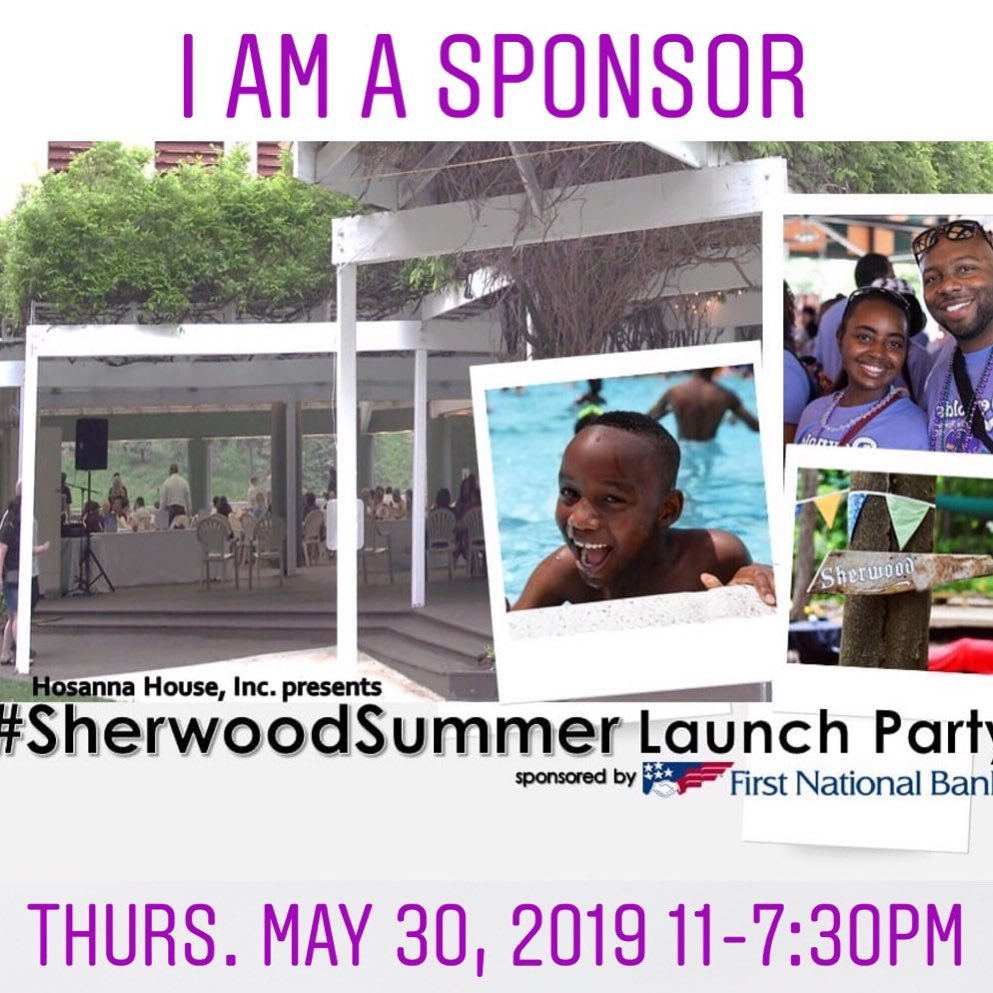 I AM A SPONSOR
Sherwood
Hosanna House, Inc. presents
#SherwoodSummer Launch Party
sponsored by First National Bank
THURS. MAY 30, 2019 11-7:30PM